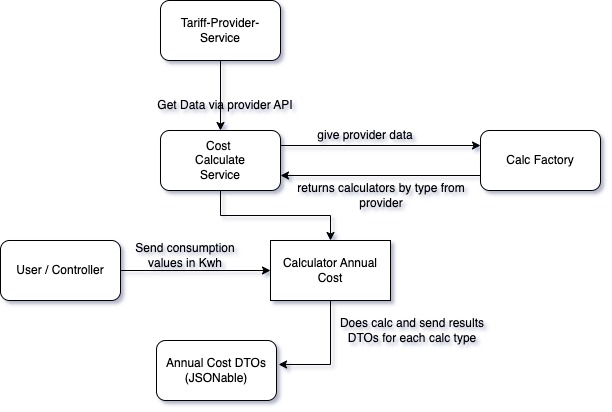 Tariff-Provider-
Service
Get Data via provider API
Cost
Calculate
Service
give provider data
Calc Factory
returns calculators by type from
provider
User / Controller
Send consumption
values in Kwh
Calculator Annual
Cost
Does calc and send results
DTOs for each calc type
Annual Cost DTOs
(JSONable)